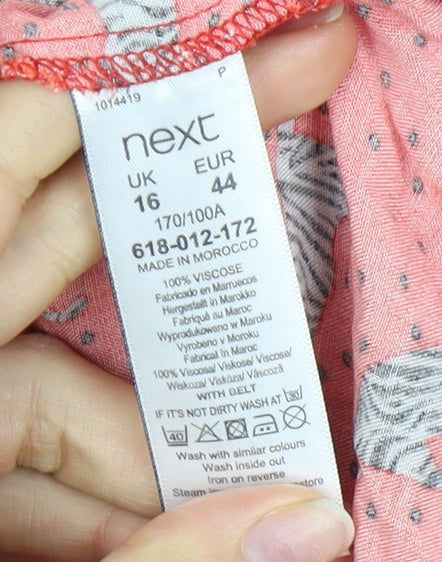 P
1014419
next
UK EUR
16 44
170/100A
618-012-172
MADE IN MOROCCO
100% VISCOSE
Fabricado en Marruecos
Hergestellt in Marokko
Fabriqué au Maroc
Wyprodukowano w Maroku
Vyrobeno v Maroku
Fabricat în Maroc
100% Viscosa/ Viskose/ Viscose/
Wiskoza/ Viskóza/ Vâscoză
WITH BELT
IF IT'S NOT DIRTY WASH AT 30
40
Wash with similar colours
Wash inside out
Iron on reverse
Steam store